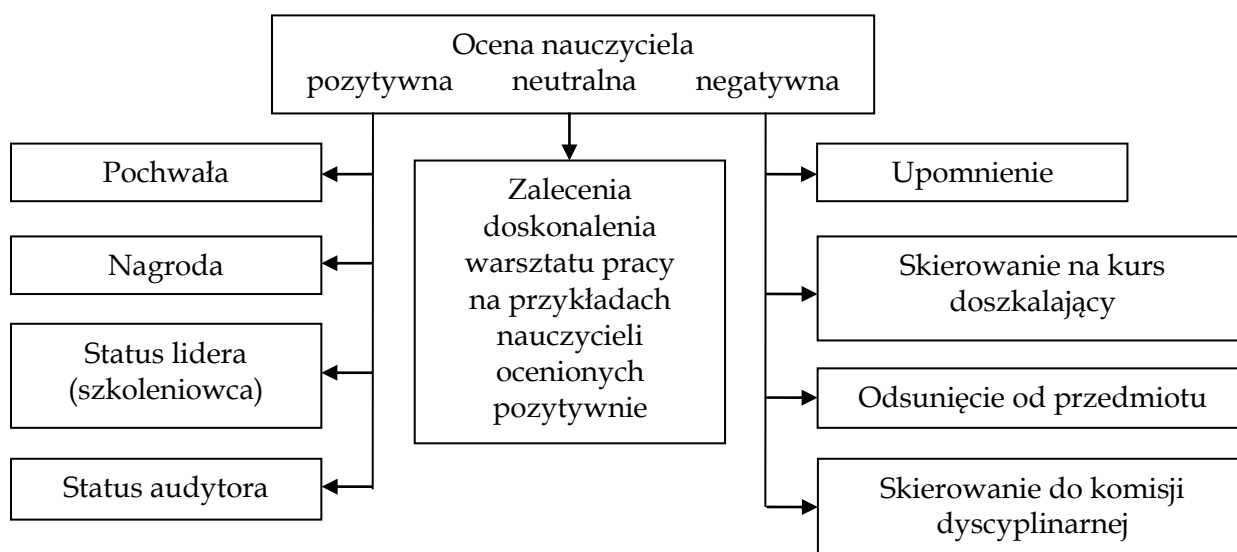 Ocena nauczyciela
pozytywna neutralna negatywna
Pochwała
Nagroda
Status lidera
(szkoleniowca)
Status audytora
Zalecenia
doskonalenia
warsztatu pracy
na przykładach
nauczycieli
ocenionych
pozytywnie
Upomnienie
Skierowanie na kurs
doszkalający
Odsunięcie od przedmiotu
Skierowanie do komisji
dyscyplinarnej